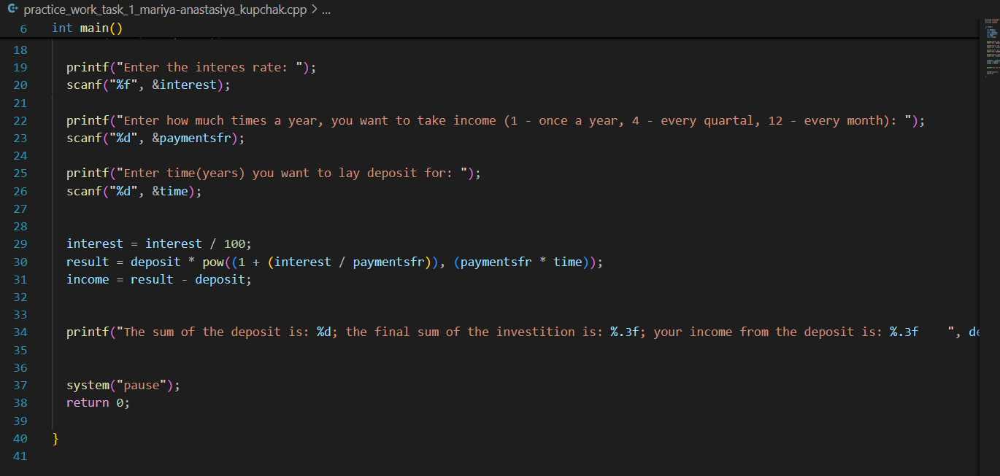 practice_work_task_1_mariya-anastasiya_kupchak.cpp > ...
6 int main()
18
19 printf("Enter the interes rate: ");
20 scanf("%f", &interest);
21
22 printf("Enter how much times a year, you want to take income (1 - once a year, 4 - every quartal, 12 - every month): ");
23 scanf("%d", &paymentsfr);
24
25 printf("Enter time(years) you want to lay deposit for: ");
26 scanf("%d", &time);
27
28
29 interest = interest / 100;
30 result = deposit * pow((1 + (interest / paymentsfr)), (paymentsfr * time));
31 income = result - deposit;
32
33
34 printf("The sum of the deposit is: %d; the final sum of the investition is: %.3f; your income from the deposit is: %.3f    ", de
35
36
37 system("pause");
38 return 0;
39
40 }
41